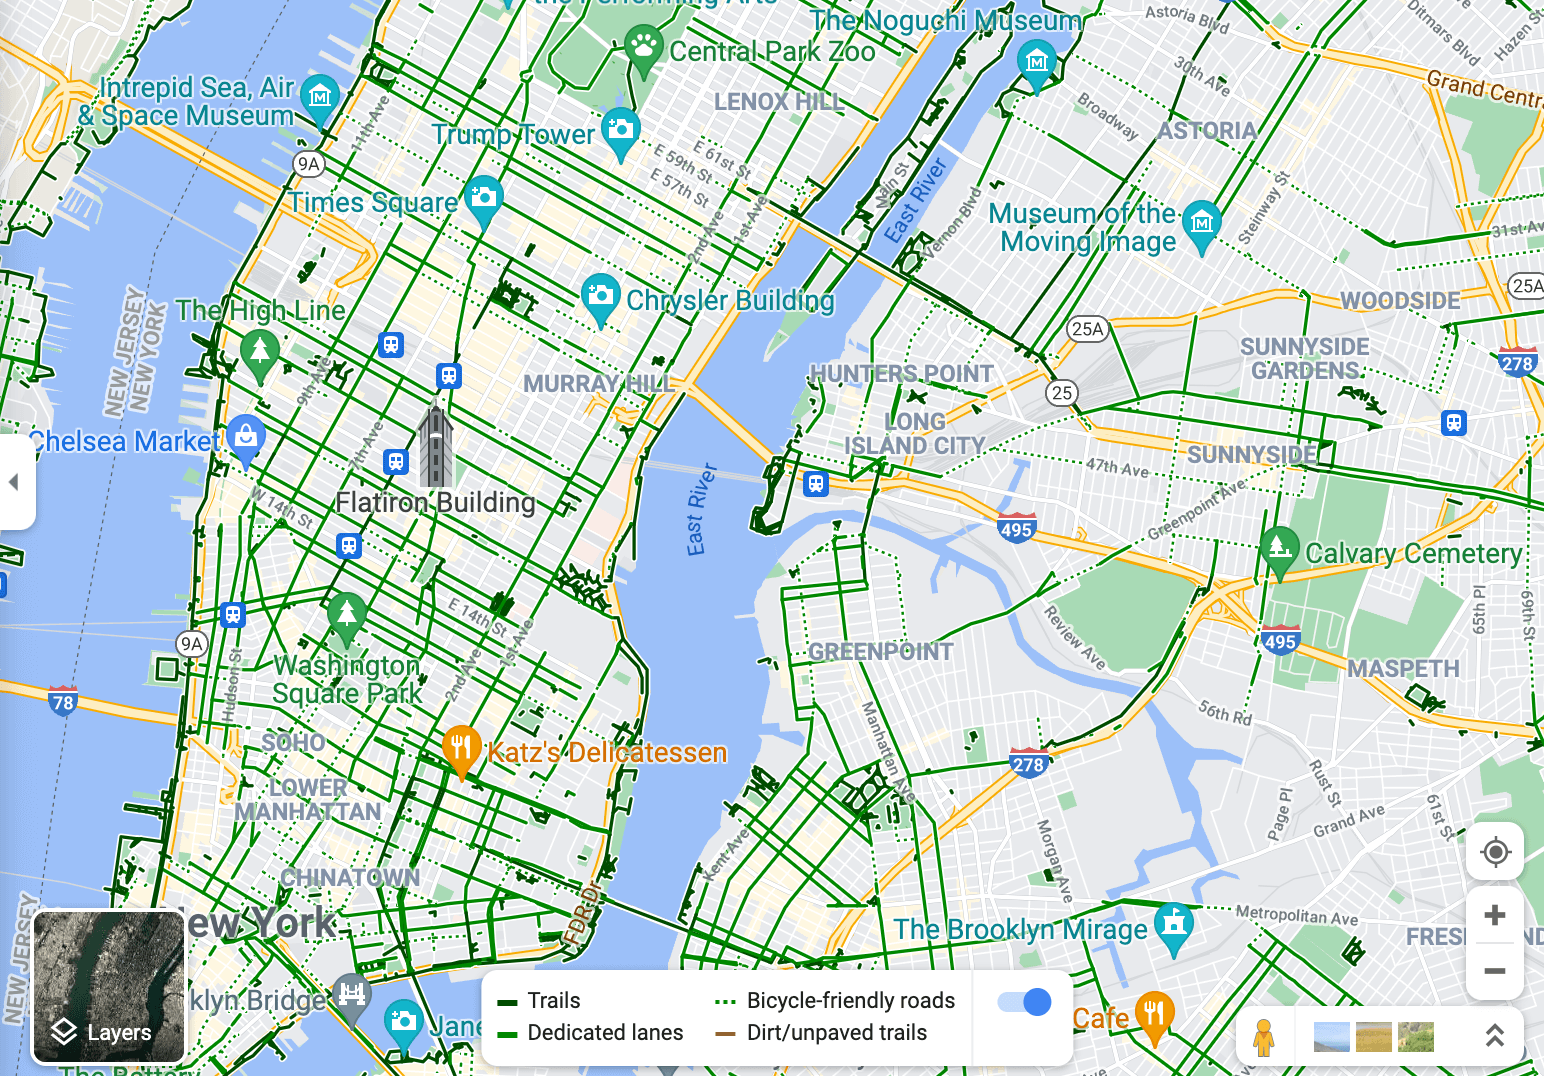 the Performing Arts
The Noguchi Museum
Astoria Blvd
Ditmars Blvd
Hazen St
Central Park Zoo
30th Ave
Grand Centr
Intrepid Sea, Air
& Space Museum
LENOX HILL
Broadway
ASTORIA
11th Ave
Trump Tower
E 61st St
E 59th St
E 57th St
9A
Main St
East River
Steinway St
Times Square
Vernon Blvd
Museum of the
Moving Image
2nd Ave
1st Ave
31st Av
NEW JERSEY
NEW YORK
The High Line
Chrysler Building
WOODSIDE
25A
25A
SUNNYSIDE
GARDENS
278
9th Ave
MURRAY HILL
HUNTERS POINT
25
Chelsea Market
7th Ave
LONG
ISLAND CITY
47th Ave
SUNNYSIDE
W 14th St
Flatiron Building
East River
495
Greenpoint Ave
Calvary Cemetery
E 14th St
65th Pl
69th St
9A
Hudson St
Washington
Square Park
2nd Ave
1st Ave
GREENPOINT
Review Ave
495
MASPETH
78
Manhattan Ave
56th Rd
SOHO
Katz's Delicatessen
278
LOWER
MANHATTAN
Rust St
Page Pl
Grand Ave
61st St
Kent Ave
Morgan Ave
CHINATOWN
FDR Dr
NEW JERSEY
ew York
The Brooklyn Mirage
Metropolitan Ave
FRES
ND
klyn Bridge
Jane
Cafe
Layers
Trails
Bicycle-friendly roads
Dedicated lanes
Dirt/unpaved trails
The Battery